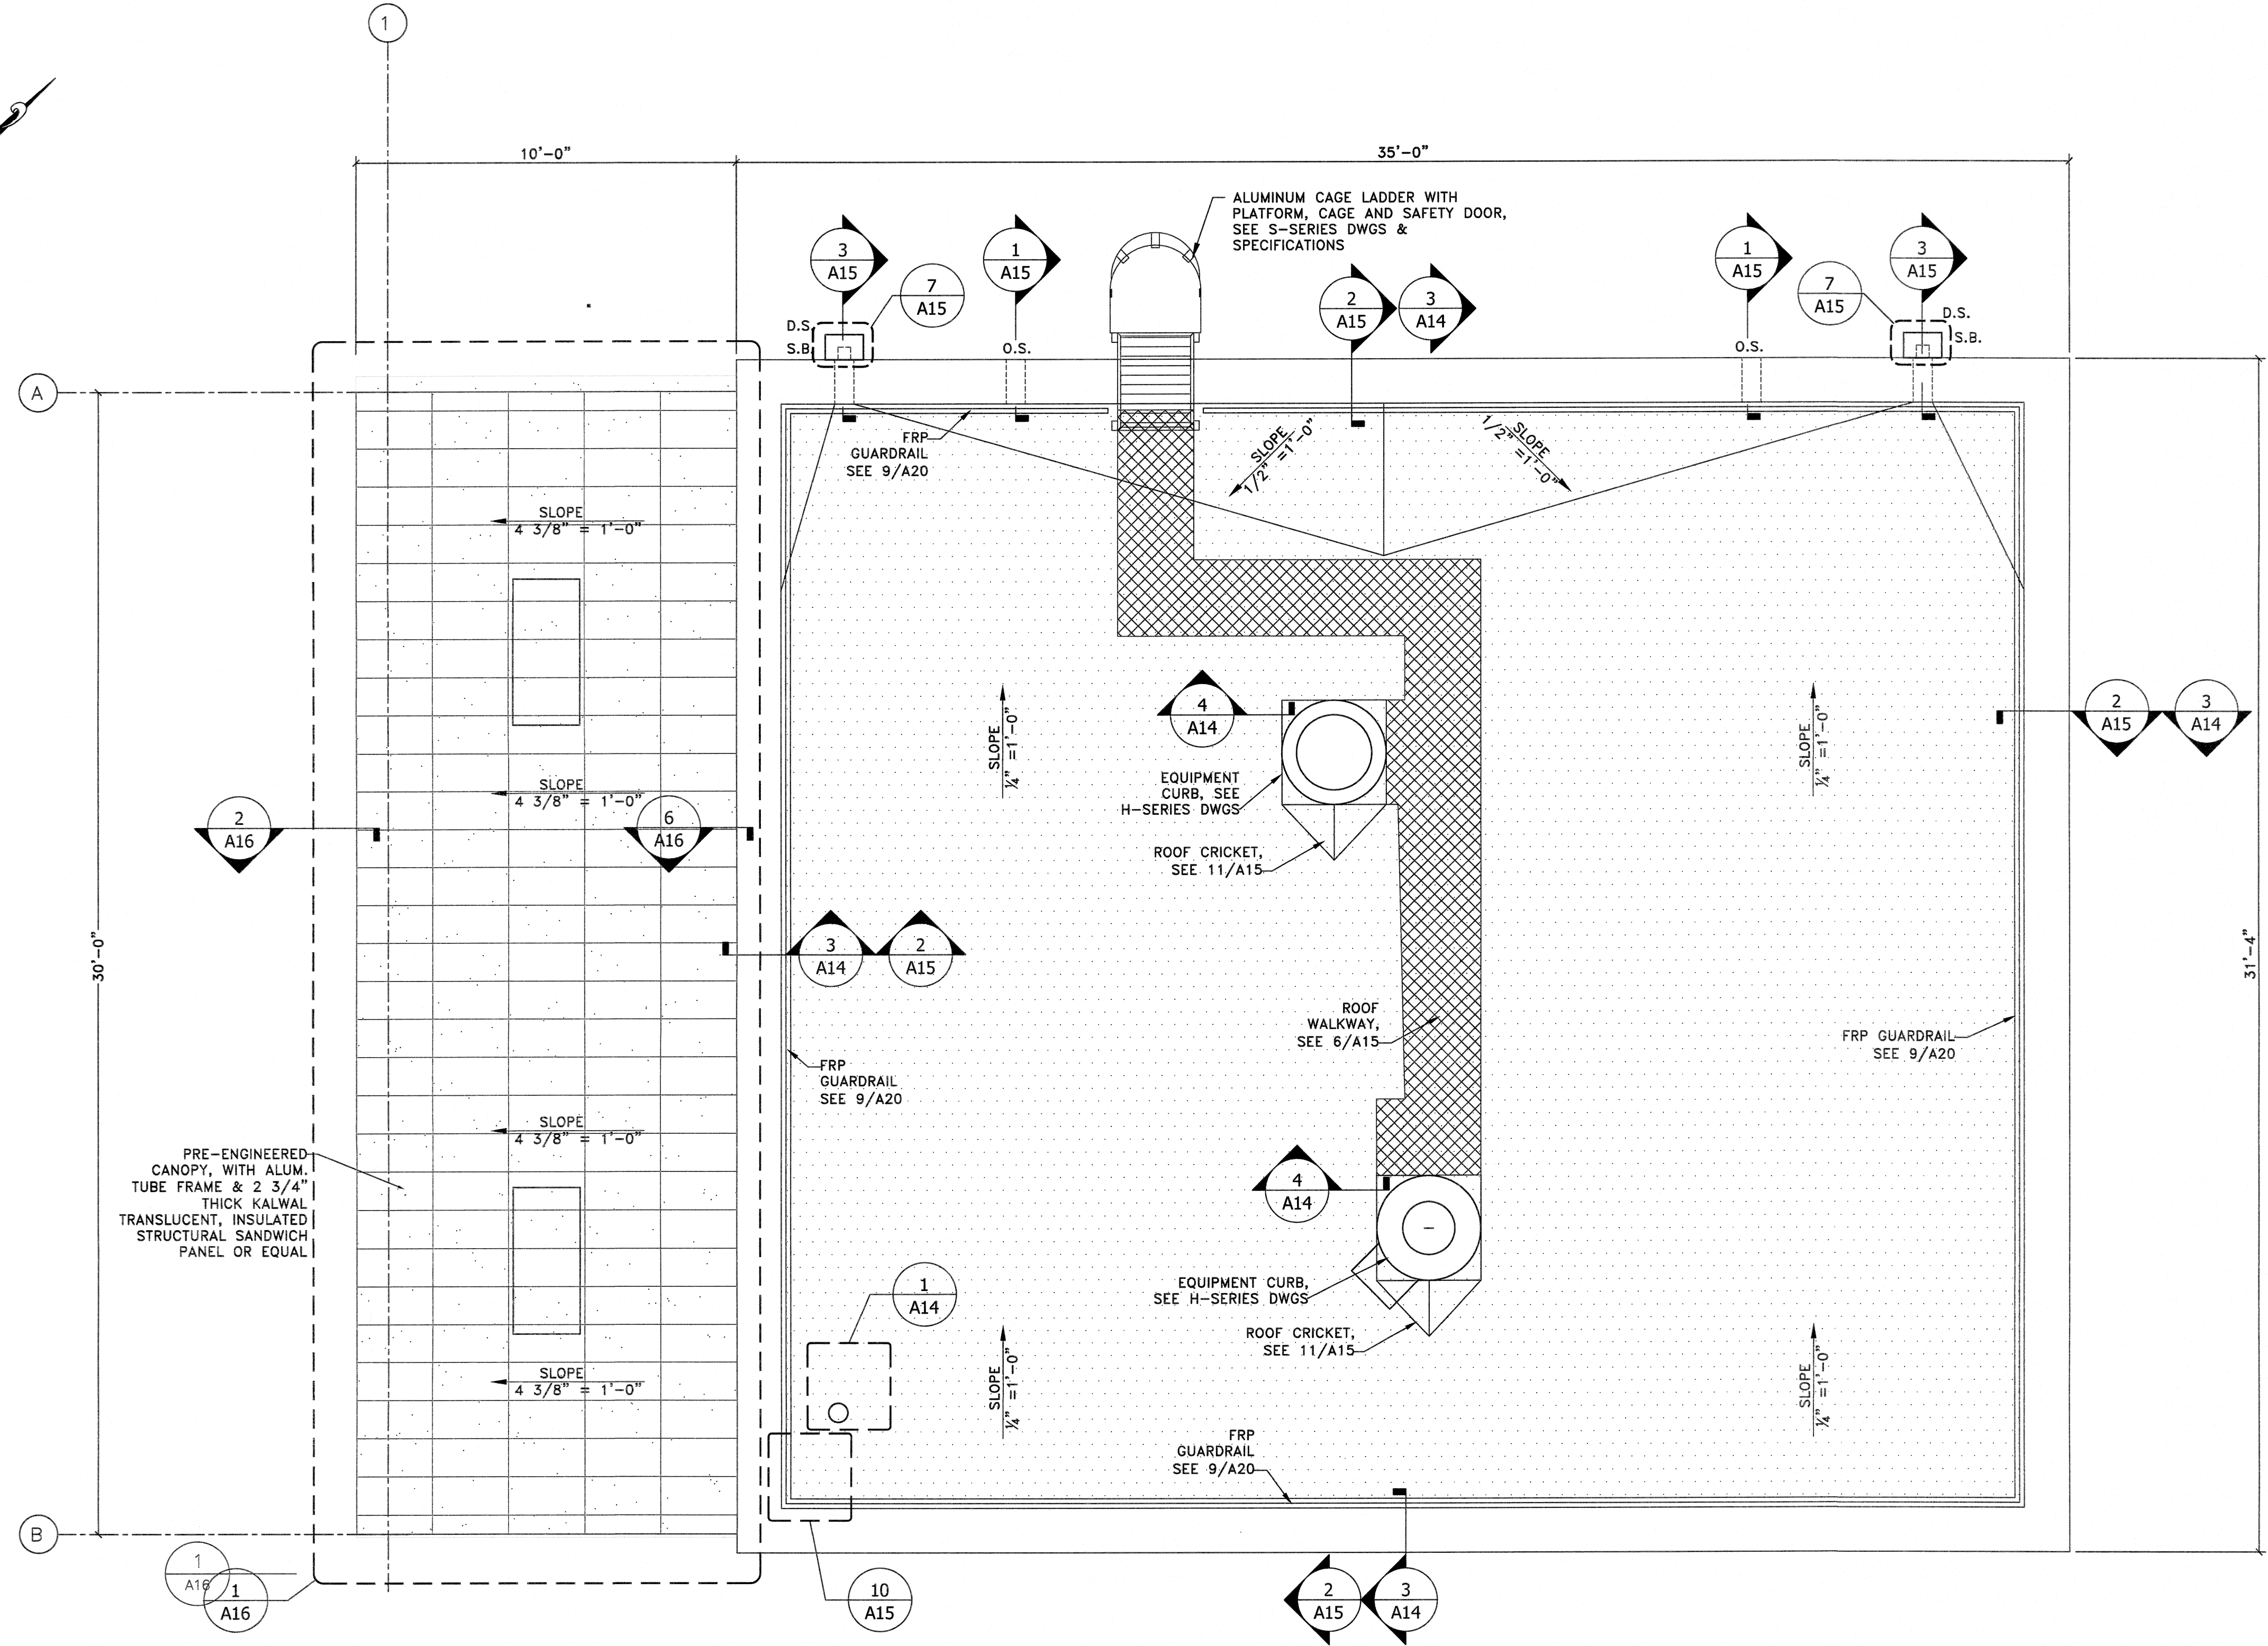 1
10'-0"
35'-0"
ALUMINUM CAGE LADDER WITH
PLATFORM, CAGE AND SAFETY DOOR,
SEE S-SERIES DWGS &
SPECIFICATIONS
3
A15
7
A15
1
A15
2
A15
3
A14
1
A15
7
A15
3
A15
D.S.
S.B.
O.S.
O.S.
D.S.
S.B.
A
FRP
GUARDRAIL
SEE 9/A20
SLOPE
1/2" =1'-0"
SLOPE
1/2" =1'-0"
SLOPE
4 3/8" = 1'-0"
4
A14
SLOPE
1/4" =1'-0"
SLOPE
1/4" =1'-0"
2
A15
3
A14
EQUIPMENT
CURB, SEE
H-SERIES DWGS
SLOPE
4 3/8" = 1'-0"
2
A16
6
A16
ROOF CRICKET,
SEE 11/A15
30'-0"
3
A14
2
A15
31'-4"
ROOF
WALKWAY,
SEE 6/A15
FRP GUARDRAIL
SEE 9/A20
FRP
GUARDRAIL
SEE 9/A20
SLOPE
4 3/8" = 1'-0"
PRE-ENGINEERED
CANOPY, WITH ALUM.
TUBE FRAME & 2 3/4"
THICK KALWAL
TRANSLUCENT, INSULATED
STRUCTURAL SANDWICH
PANEL OR EQUAL
4
A14
EQUIPMENT CURB,
SEE H-SERIES DWGS
1
A14
ROOF CRICKET,
SEE 11/A15
SLOPE
4 3/8" = 1'-0"
SLOPE
1/4" =1'-0"
SLOPE
1/4" =1'-0"
FRP
GUARDRAIL
SEE 9/A20
B
1
A16
1
A16
10
A15
2
A15
3
A14